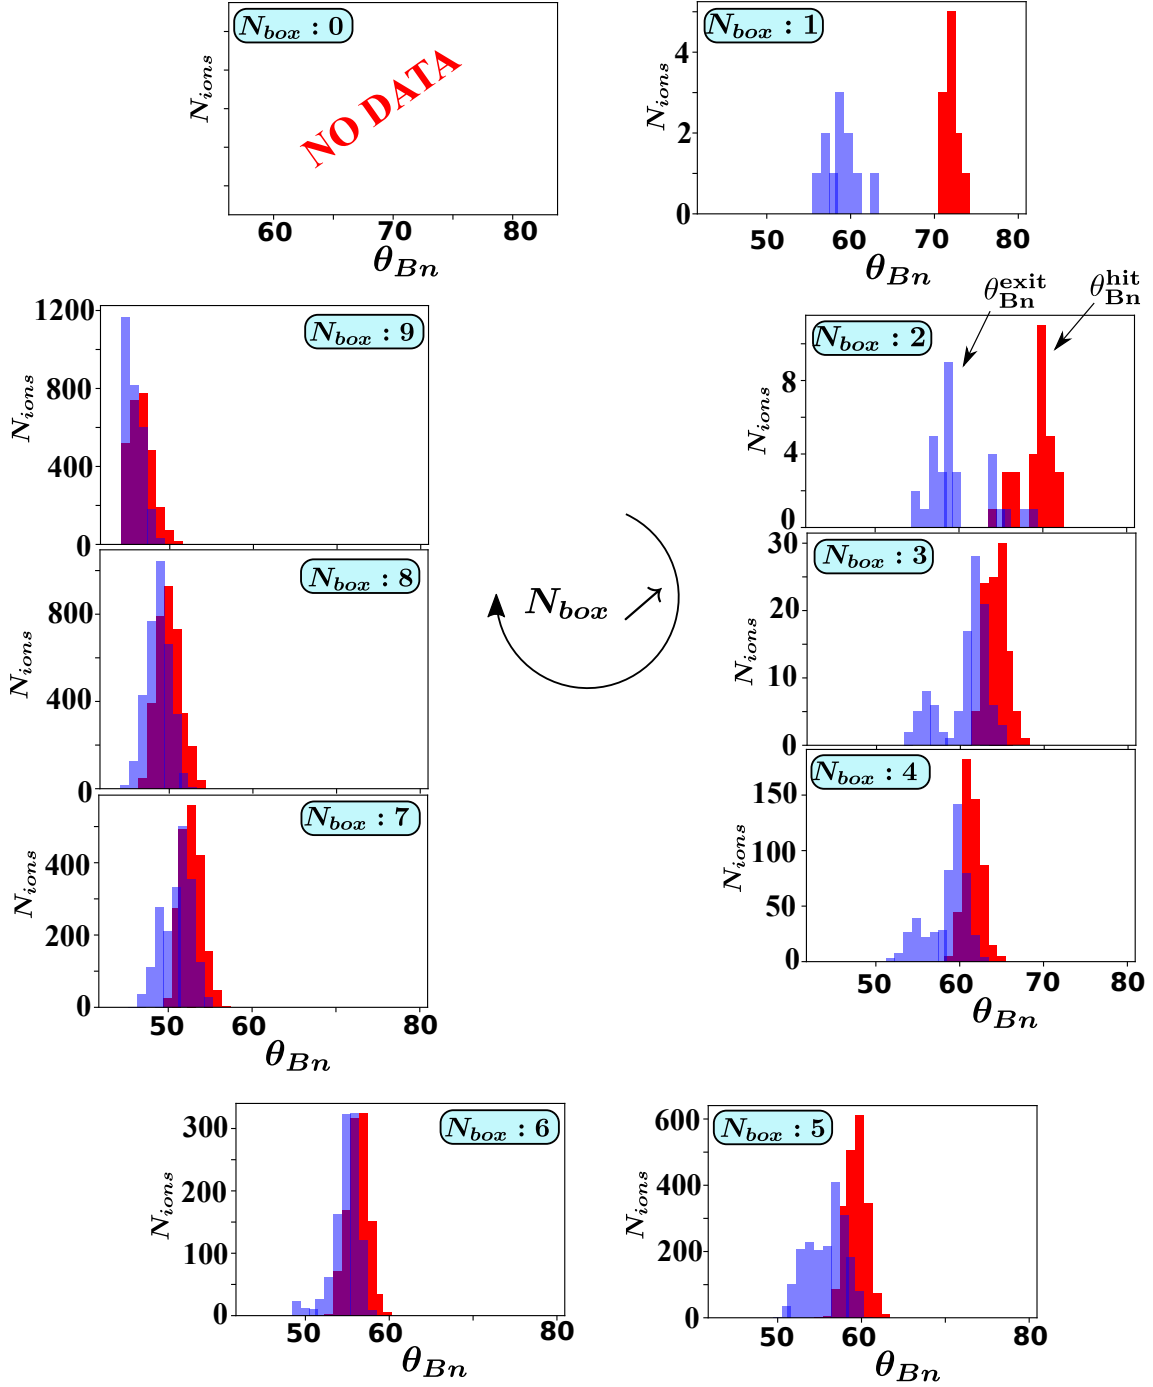 N_box : 0
N_ions
NO DATA
60 70 80
θ_Bn
N_box : 1
N_ions
4
2
0
50 60 70 80
θ_Bn
N_box : 9
N_ions
1200
800
400
0
θ_Bn^exit
θ_Bn^hit
N_box : 2
N_ions
8
4
0
N_box : 8
N_ions
800
400
0
N_box
N_box : 3
N_ions
30
20
10
0
N_box : 7
N_ions
400
200
0
50 60 80
θ_Bn
N_box : 4
N_ions
150
100
50
0
50 60 70 80
θ_Bn
N_box : 6
N_ions
300
200
100
0
50 60 80
θ_Bn
N_box : 5
N_ions
600
400
200
0
50 60 80
θ_Bn